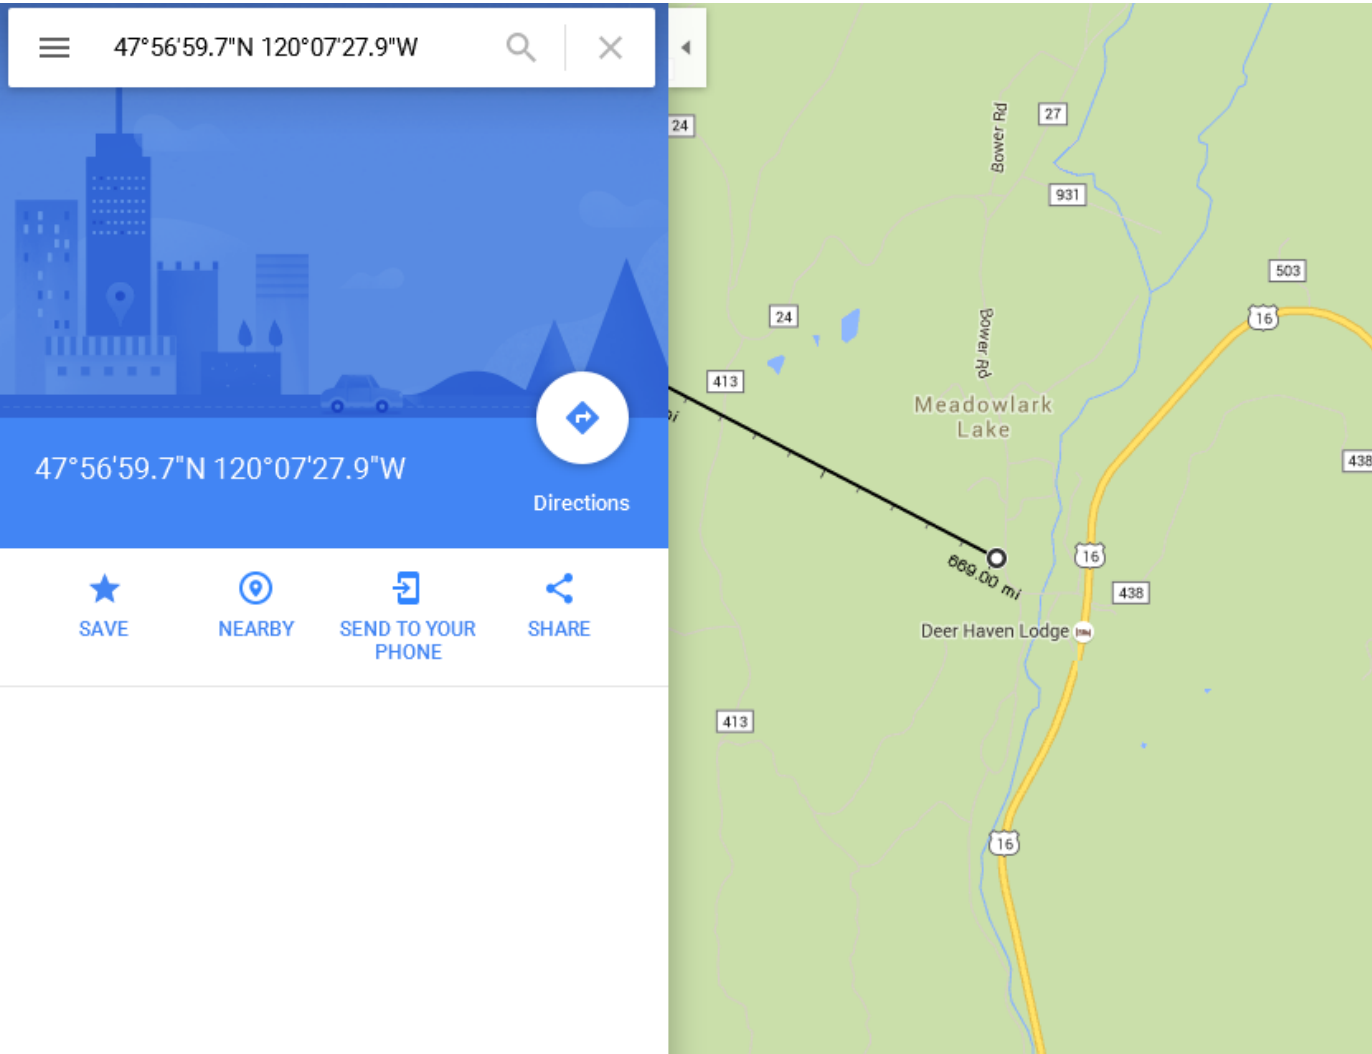 47°56'59.7"N 120°07'27.9"W
47°56'59.7"N 120°07'27.9"W
Directions
SAVE
NEARBY
SEND TO YOUR
PHONE
SHARE
24
Bower Rd
27
931
503
16
24
Bower Rd
413
mi
Meadowlark
Lake
438
16
669.00 mi
438
Deer Haven Lodge
413
16